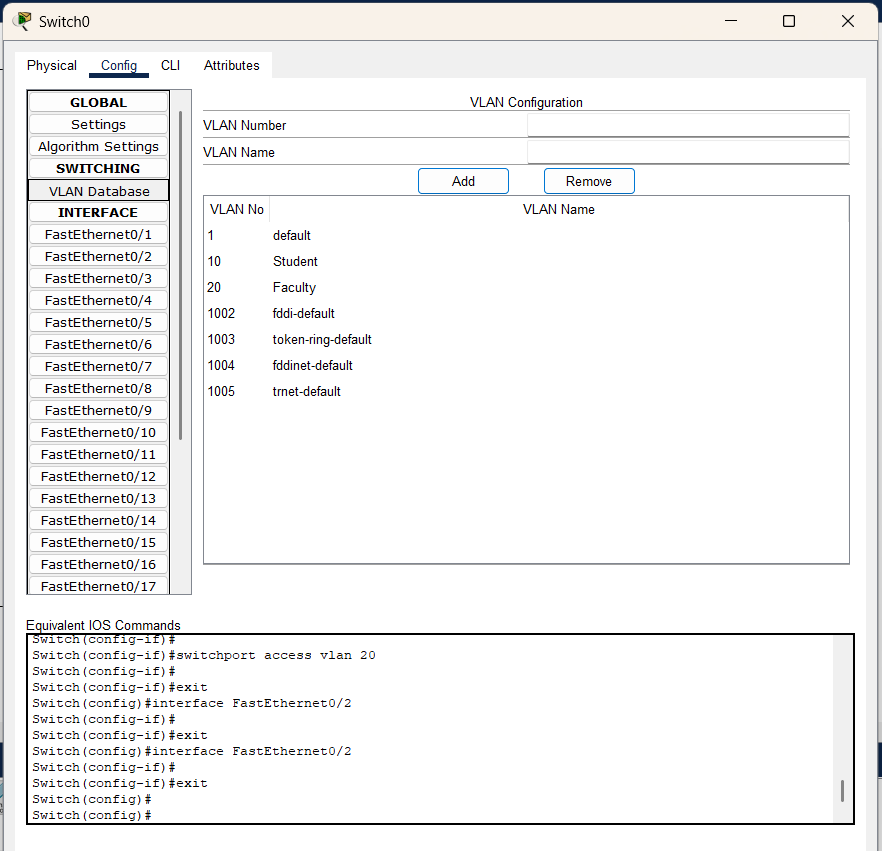 Switch0
Physical Config CLI Attributes
GLOBAL
Settings
Algorithm Settings
SWITCHING
VLAN Database
INTERFACE
FastEthernet0/1
FastEthernet0/2
FastEthernet0/3
FastEthernet0/4
FastEthernet0/5
FastEthernet0/6
FastEthernet0/7
FastEthernet0/8
FastEthernet0/9
FastEthernet0/10
FastEthernet0/11
FastEthernet0/12
FastEthernet0/13
FastEthernet0/14
FastEthernet0/15
FastEthernet0/16
FastEthernet0/17
VLAN Configuration
VLAN Number
VLAN Name
Add Remove
VLAN No VLAN Name
1 default
10 Student
20 Faculty
1002 fddi-default
1003 token-ring-default
1004 fddinet-default
1005 trnet-default
Equivalent IOS Commands
Switch(config-if)#
Switch(config-if)#switchport access vlan 20
Switch(config-if)#
Switch(config-if)#exit
Switch(config)#interface FastEthernet0/2
Switch(config-if)#
Switch(config-if)#exit
Switch(config)#interface FastEthernet0/2
Switch(config-if)#
Switch(config-if)#exit
Switch(config)#
Switch(config)#